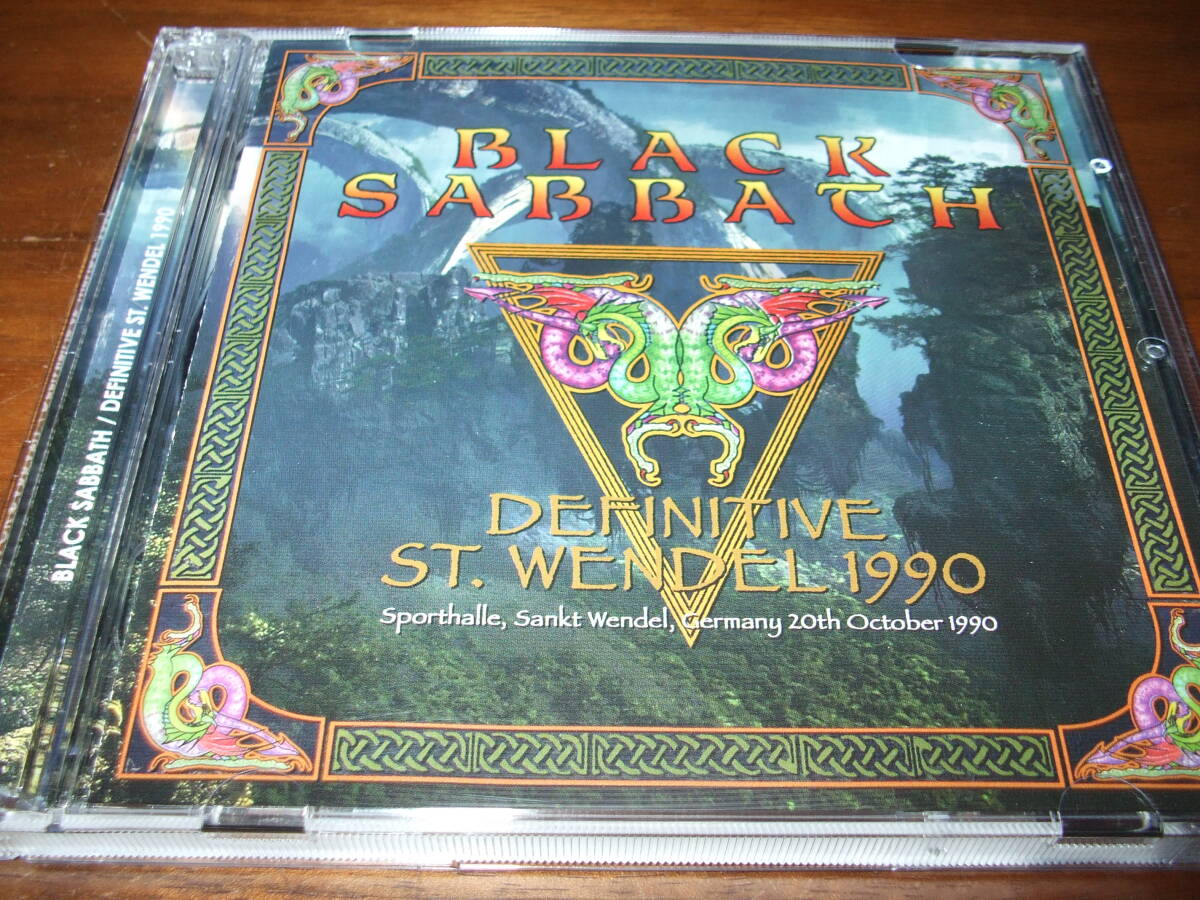 BLACK
SABBATH
DEFINITIVE
ST. WENDEL 1990
Sporthalle, Sankt Wendel, Germany 20th October 1990
BLACK SABBATH / DEFINITIVE ST. WENDEL 1990